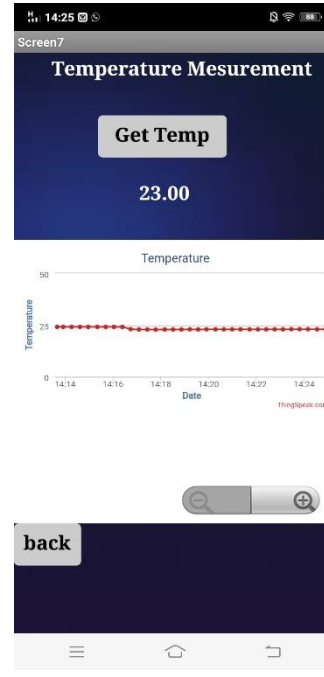 14:25
88
Screen7
Temperature Mesurement
Get Temp
23.00
Temperature
50
25
0
Temperature
14:14 14:16 14:18 14:20 14:22 14:24
Date
ThingSpeak.com
back